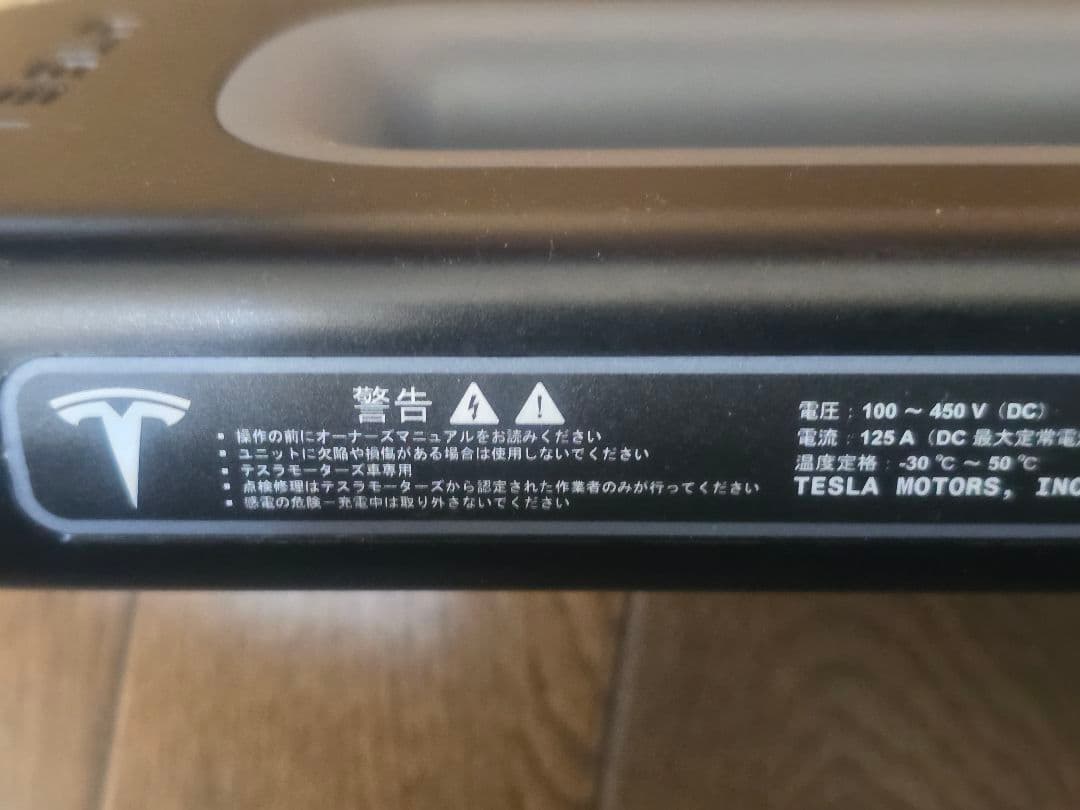 警告
▪ 操作の前にオーナーズマニュアルをお読みください
▪ ユニットに欠陥や損傷がある場合は使用しないでください
▪ テスラモーターズ車専用
▪ 点検修理はテスラモーターズから認定された作業者のみが行ってください
▪ 感電の危険－充電中は取り外さないでください
電圧：100 ～ 450 V（DC）
電流：125 A（DC 最大定常電
温度定格：-30 ℃ ～ 50 ℃
TESLA MOTORS, INC